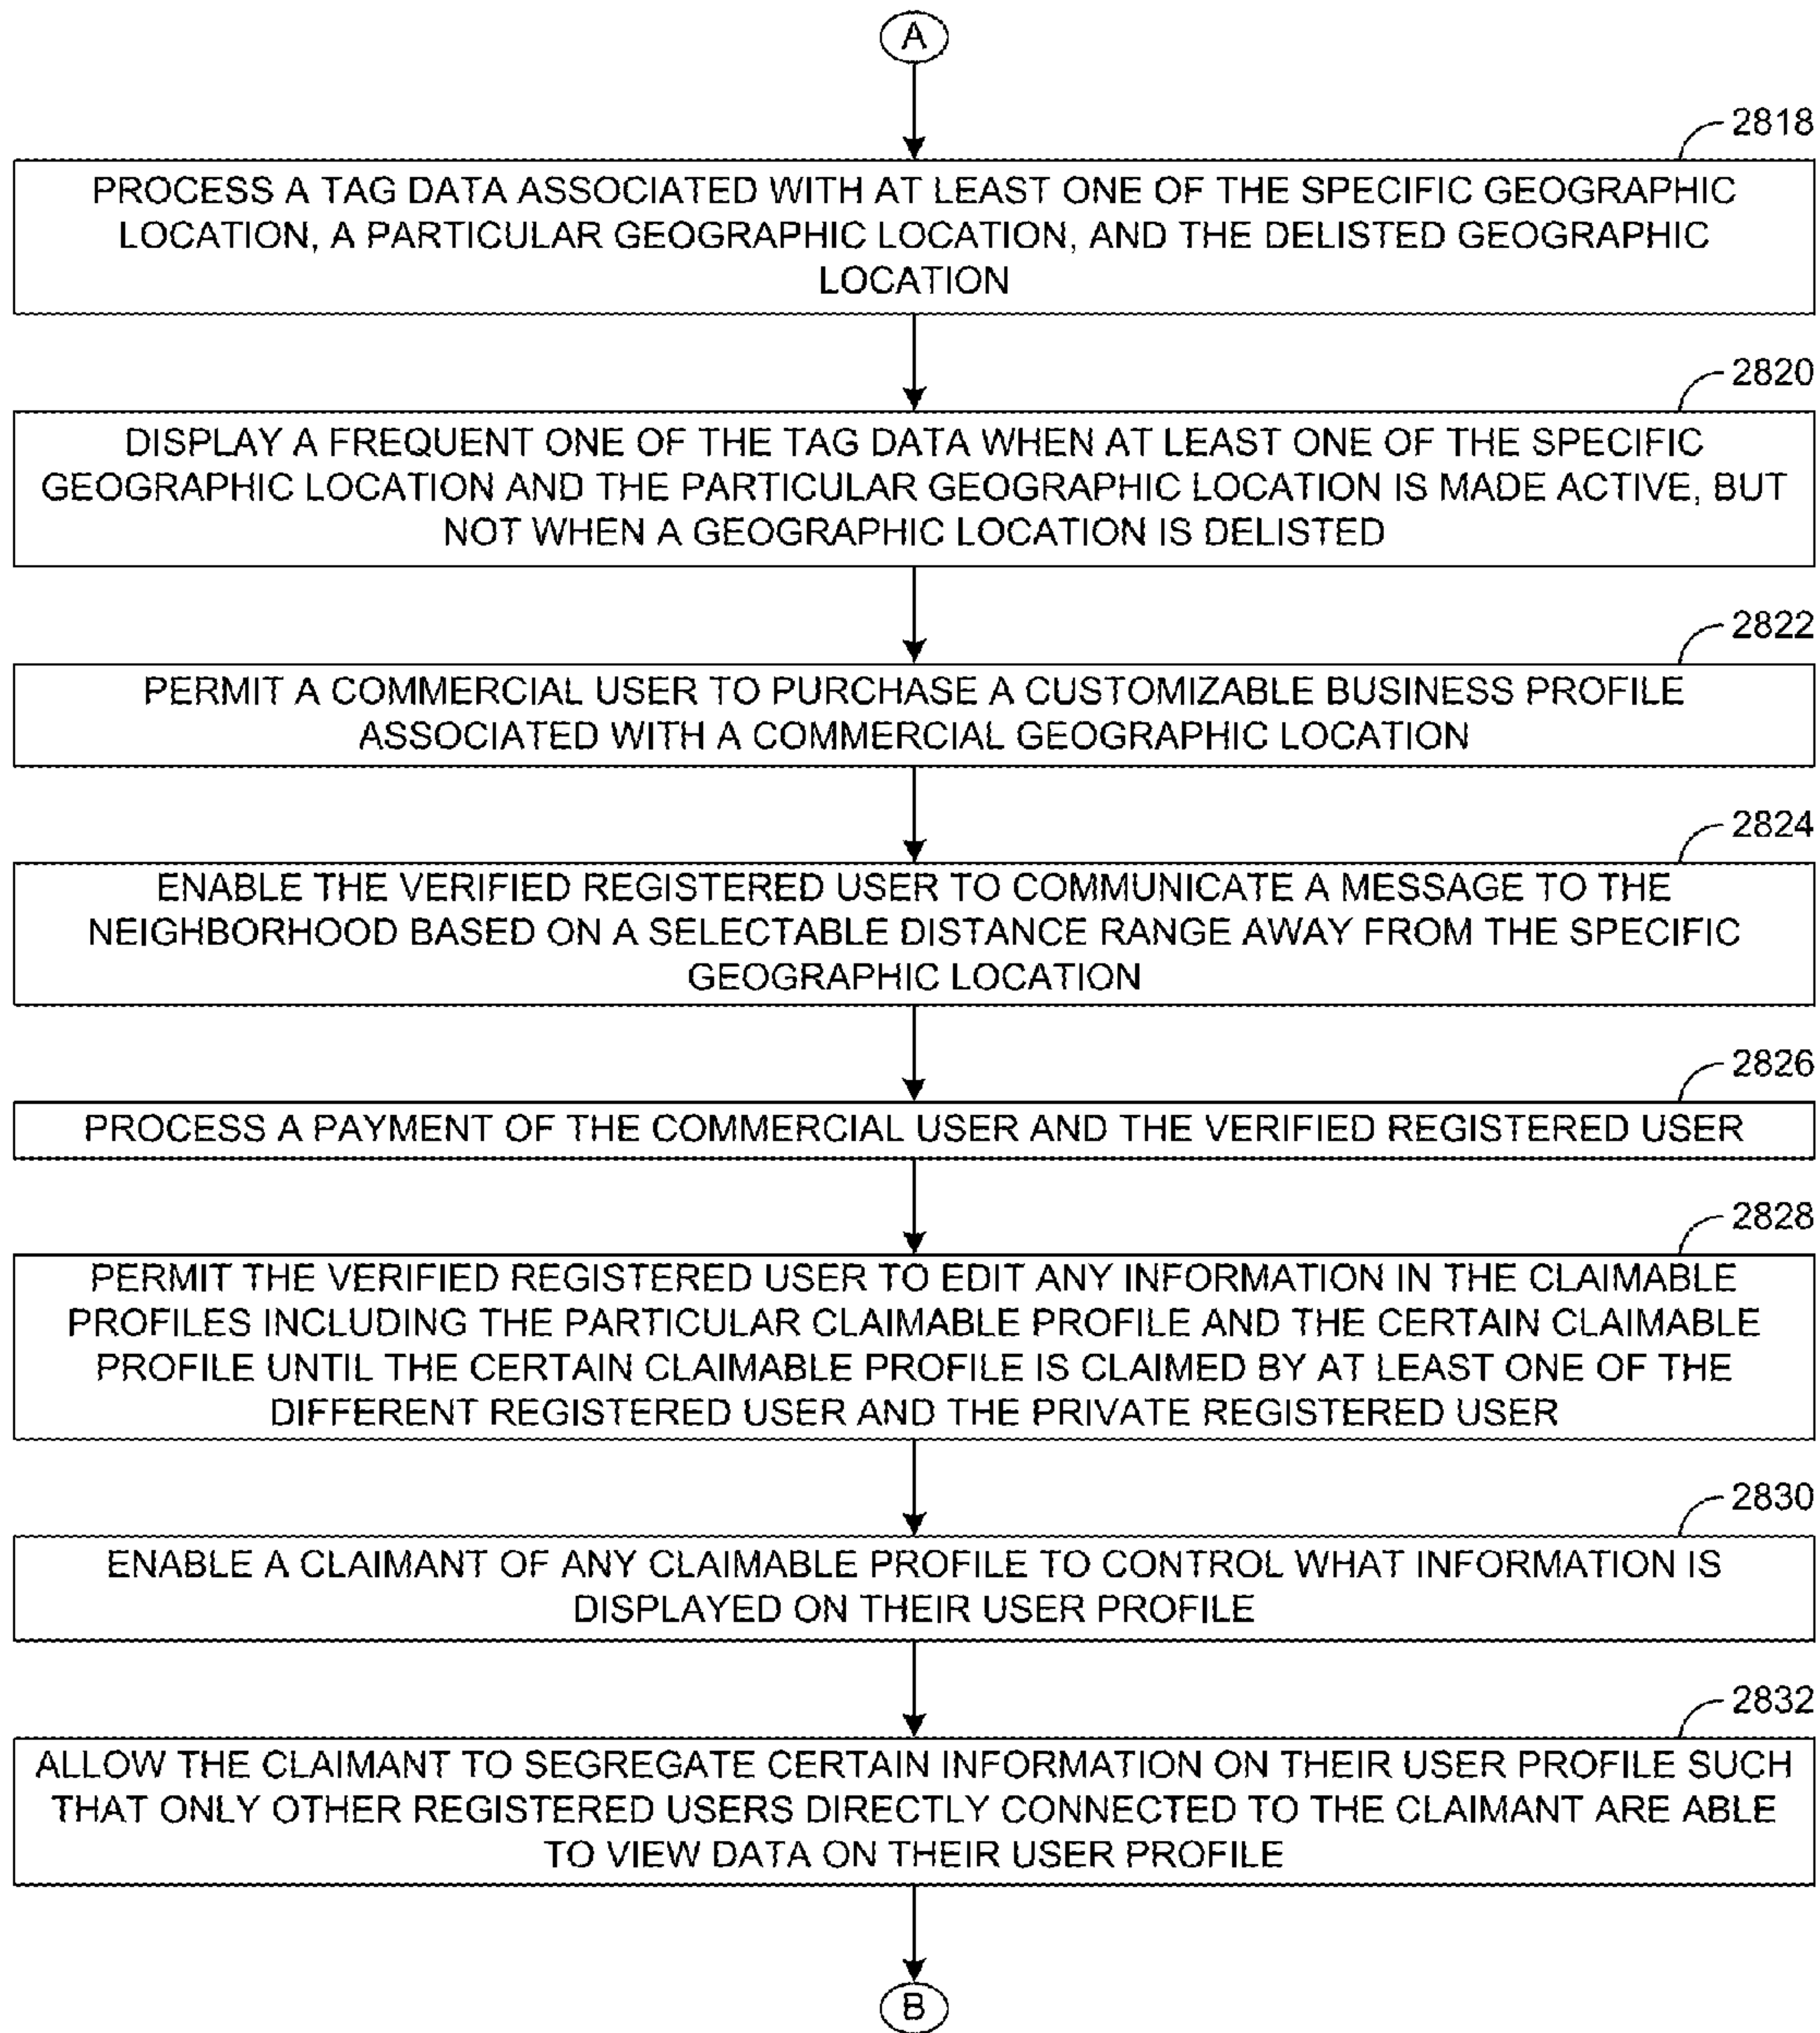 A
2818
PROCESS A TAG DATA ASSOCIATED WITH AT LEAST ONE OF THE SPECIFIC GEOGRAPHIC
LOCATION, A PARTICULAR GEOGRAPHIC LOCATION, AND THE DELISTED GEOGRAPHIC
LOCATION
2820
DISPLAY A FREQUENT ONE OF THE TAG DATA WHEN AT LEAST ONE OF THE SPECIFIC
GEOGRAPHIC LOCATION AND THE PARTICULAR GEOGRAPHIC LOCATION IS MADE ACTIVE, BUT
NOT WHEN A GEOGRAPHIC LOCATION IS DELISTED
2822
PERMIT A COMMERCIAL USER TO PURCHASE A CUSTOMIZABLE BUSINESS PROFILE
ASSOCIATED WITH A COMMERCIAL GEOGRAPHIC LOCATION
2824
ENABLE THE VERIFIED REGISTERED USER TO COMMUNICATE A MESSAGE TO THE
NEIGHBORHOOD BASED ON A SELECTABLE DISTANCE RANGE AWAY FROM THE SPECIFIC
GEOGRAPHIC LOCATION
2826
PROCESS A PAYMENT OF THE COMMERCIAL USER AND THE VERIFIED REGISTERED USER
2828
PERMIT THE VERIFIED REGISTERED USER TO EDIT ANY INFORMATION IN THE CLAIMABLE
PROFILES INCLUDING THE PARTICULAR CLAIMABLE PROFILE AND THE CERTAIN CLAIMABLE
PROFILE UNTIL THE CERTAIN CLAIMABLE PROFILE IS CLAIMED BY AT LEAST ONE OF THE
DIFFERENT REGISTERED USER AND THE PRIVATE REGISTERED USER
2830
ENABLE A CLAIMANT OF ANY CLAIMABLE PROFILE TO CONTROL WHAT INFORMATION IS
DISPLAYED ON THEIR USER PROFILE
2832
ALLOW THE CLAIMANT TO SEGREGATE CERTAIN INFORMATION ON THEIR USER PROFILE SUCH
THAT ONLY OTHER REGISTERED USERS DIRECTLY CONNECTED TO THE CLAIMANT ARE ABLE
TO VIEW DATA ON THEIR USER PROFILE
B